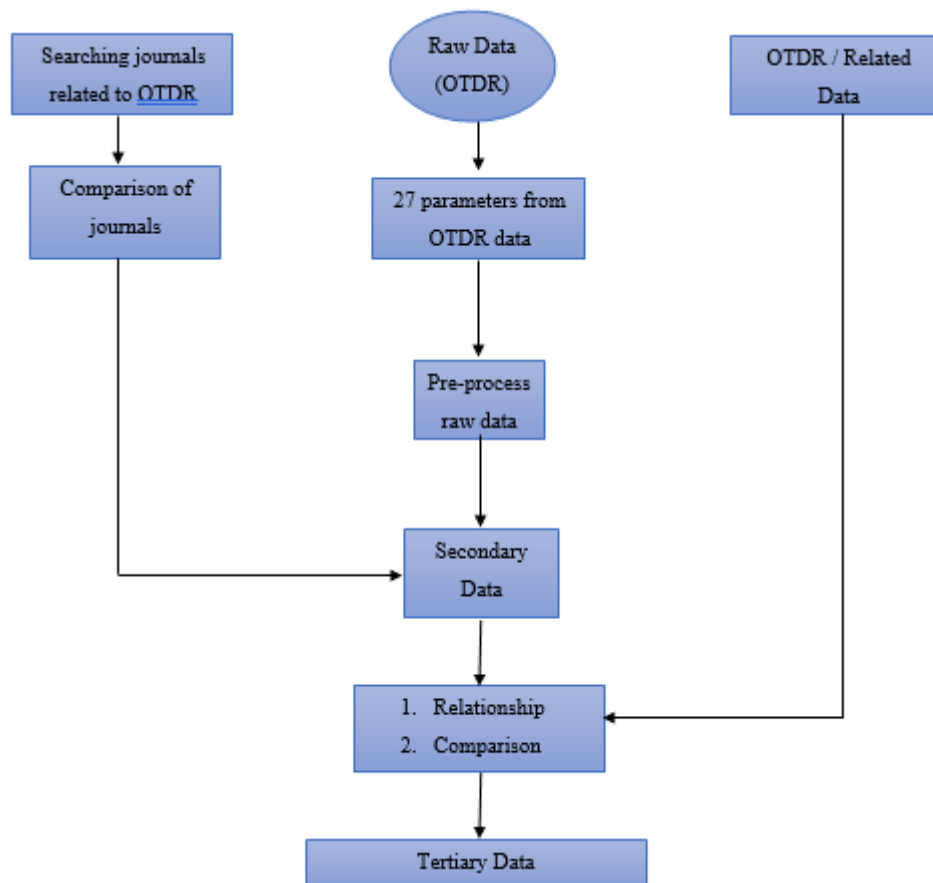 Searching journals
related to OTDR
Raw Data
(OTDR)
OTDR / Related
Data
Comparison of
journals
27 parameters from
OTDR data
Pre-process
raw data
Secondary
Data
1. Relationship
2. Comparison
Tertiary Data